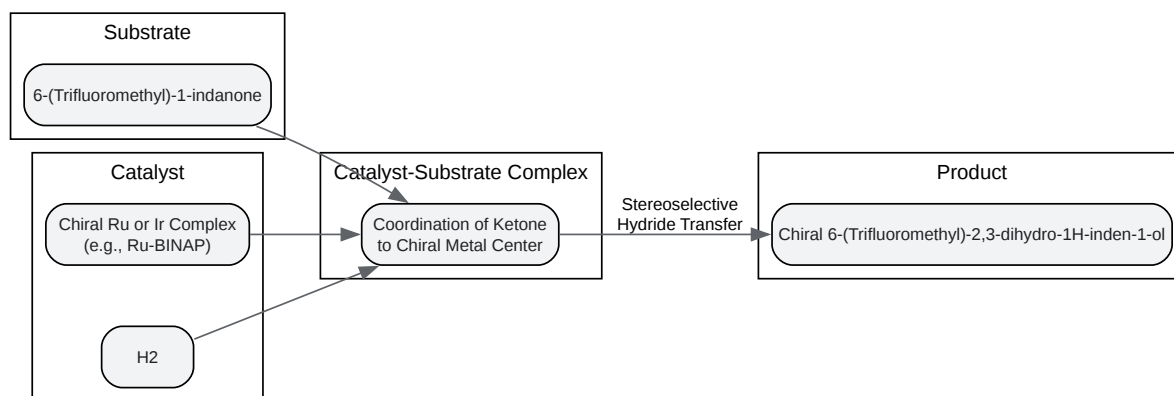 Substrate
6-(Trifluoromethyl)-1-indanone
Catalyst
Chiral Ru or Ir Complex
(e.g., Ru-BINAP)
H2
Catalyst-Substrate Complex
Coordination of Ketone
to Chiral Metal Center
Stereoselective
Hydride Transfer
Product
Chiral 6-(Trifluoromethyl)-2,3-dihydro-1H-inden-1-ol